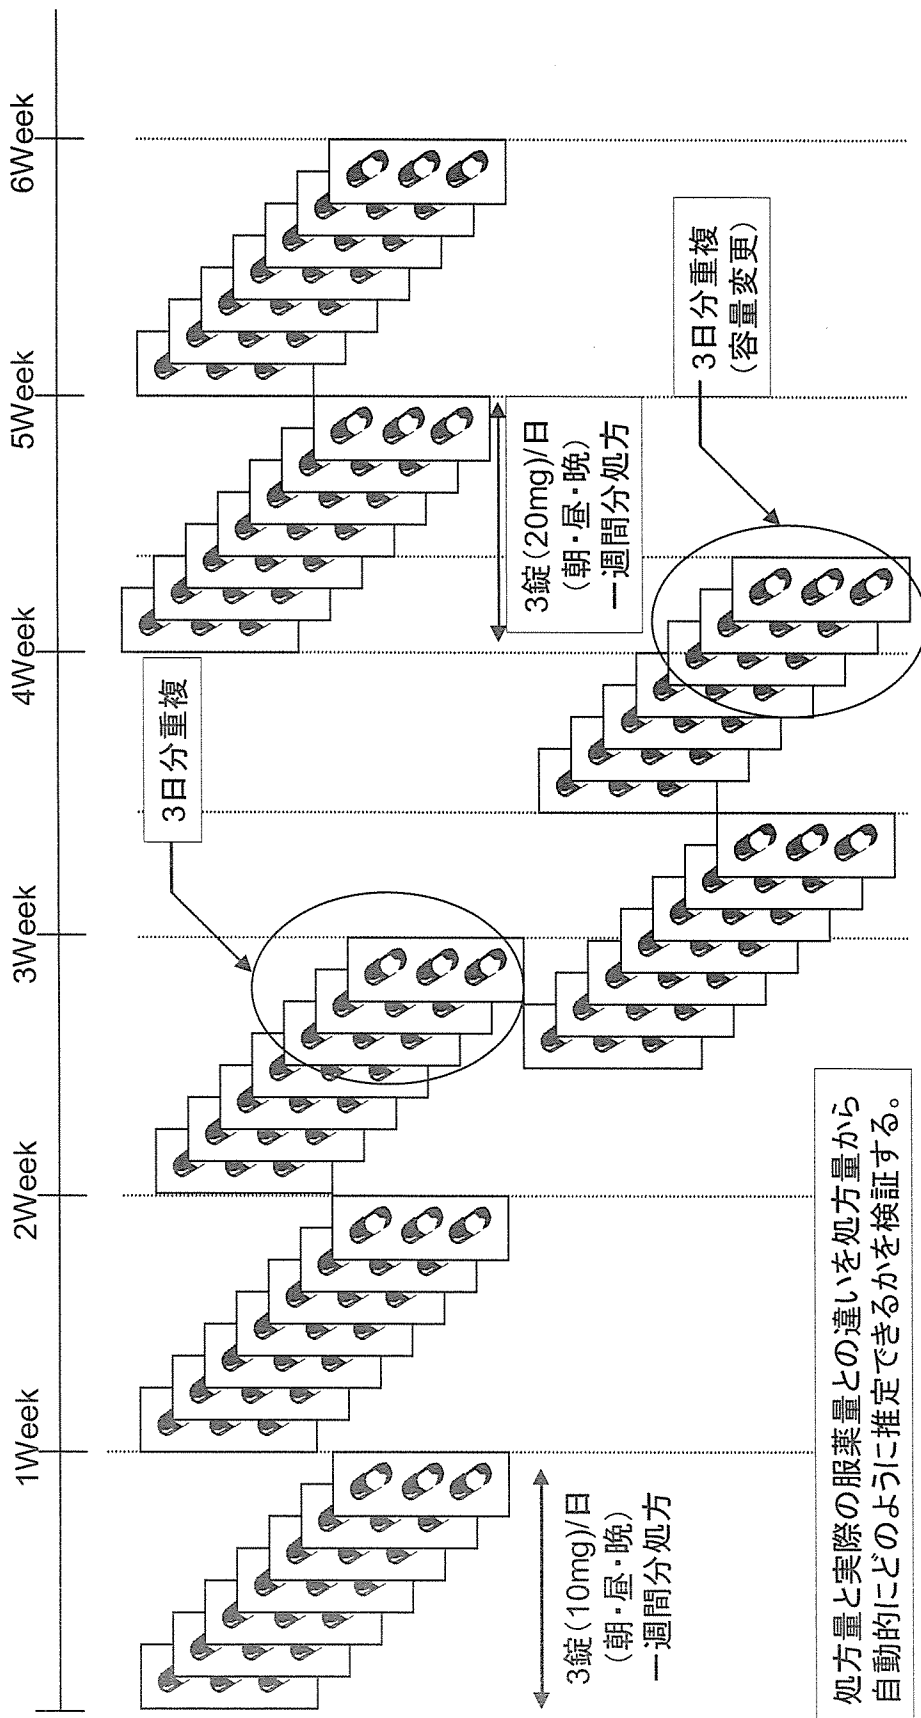 1Week
2Week
3Week
4Week
5Week
6Week
3日分重複
3日分重複
(容量変更)
3錠(10mg)/日
(朝・昼・晩)
一週間分処方
3錠(20mg)/日
(朝・昼・晩)
一週間分処方
処方量と実際の服薬量との違いを処方量から
自動的にどのように推定できるかを検証する。